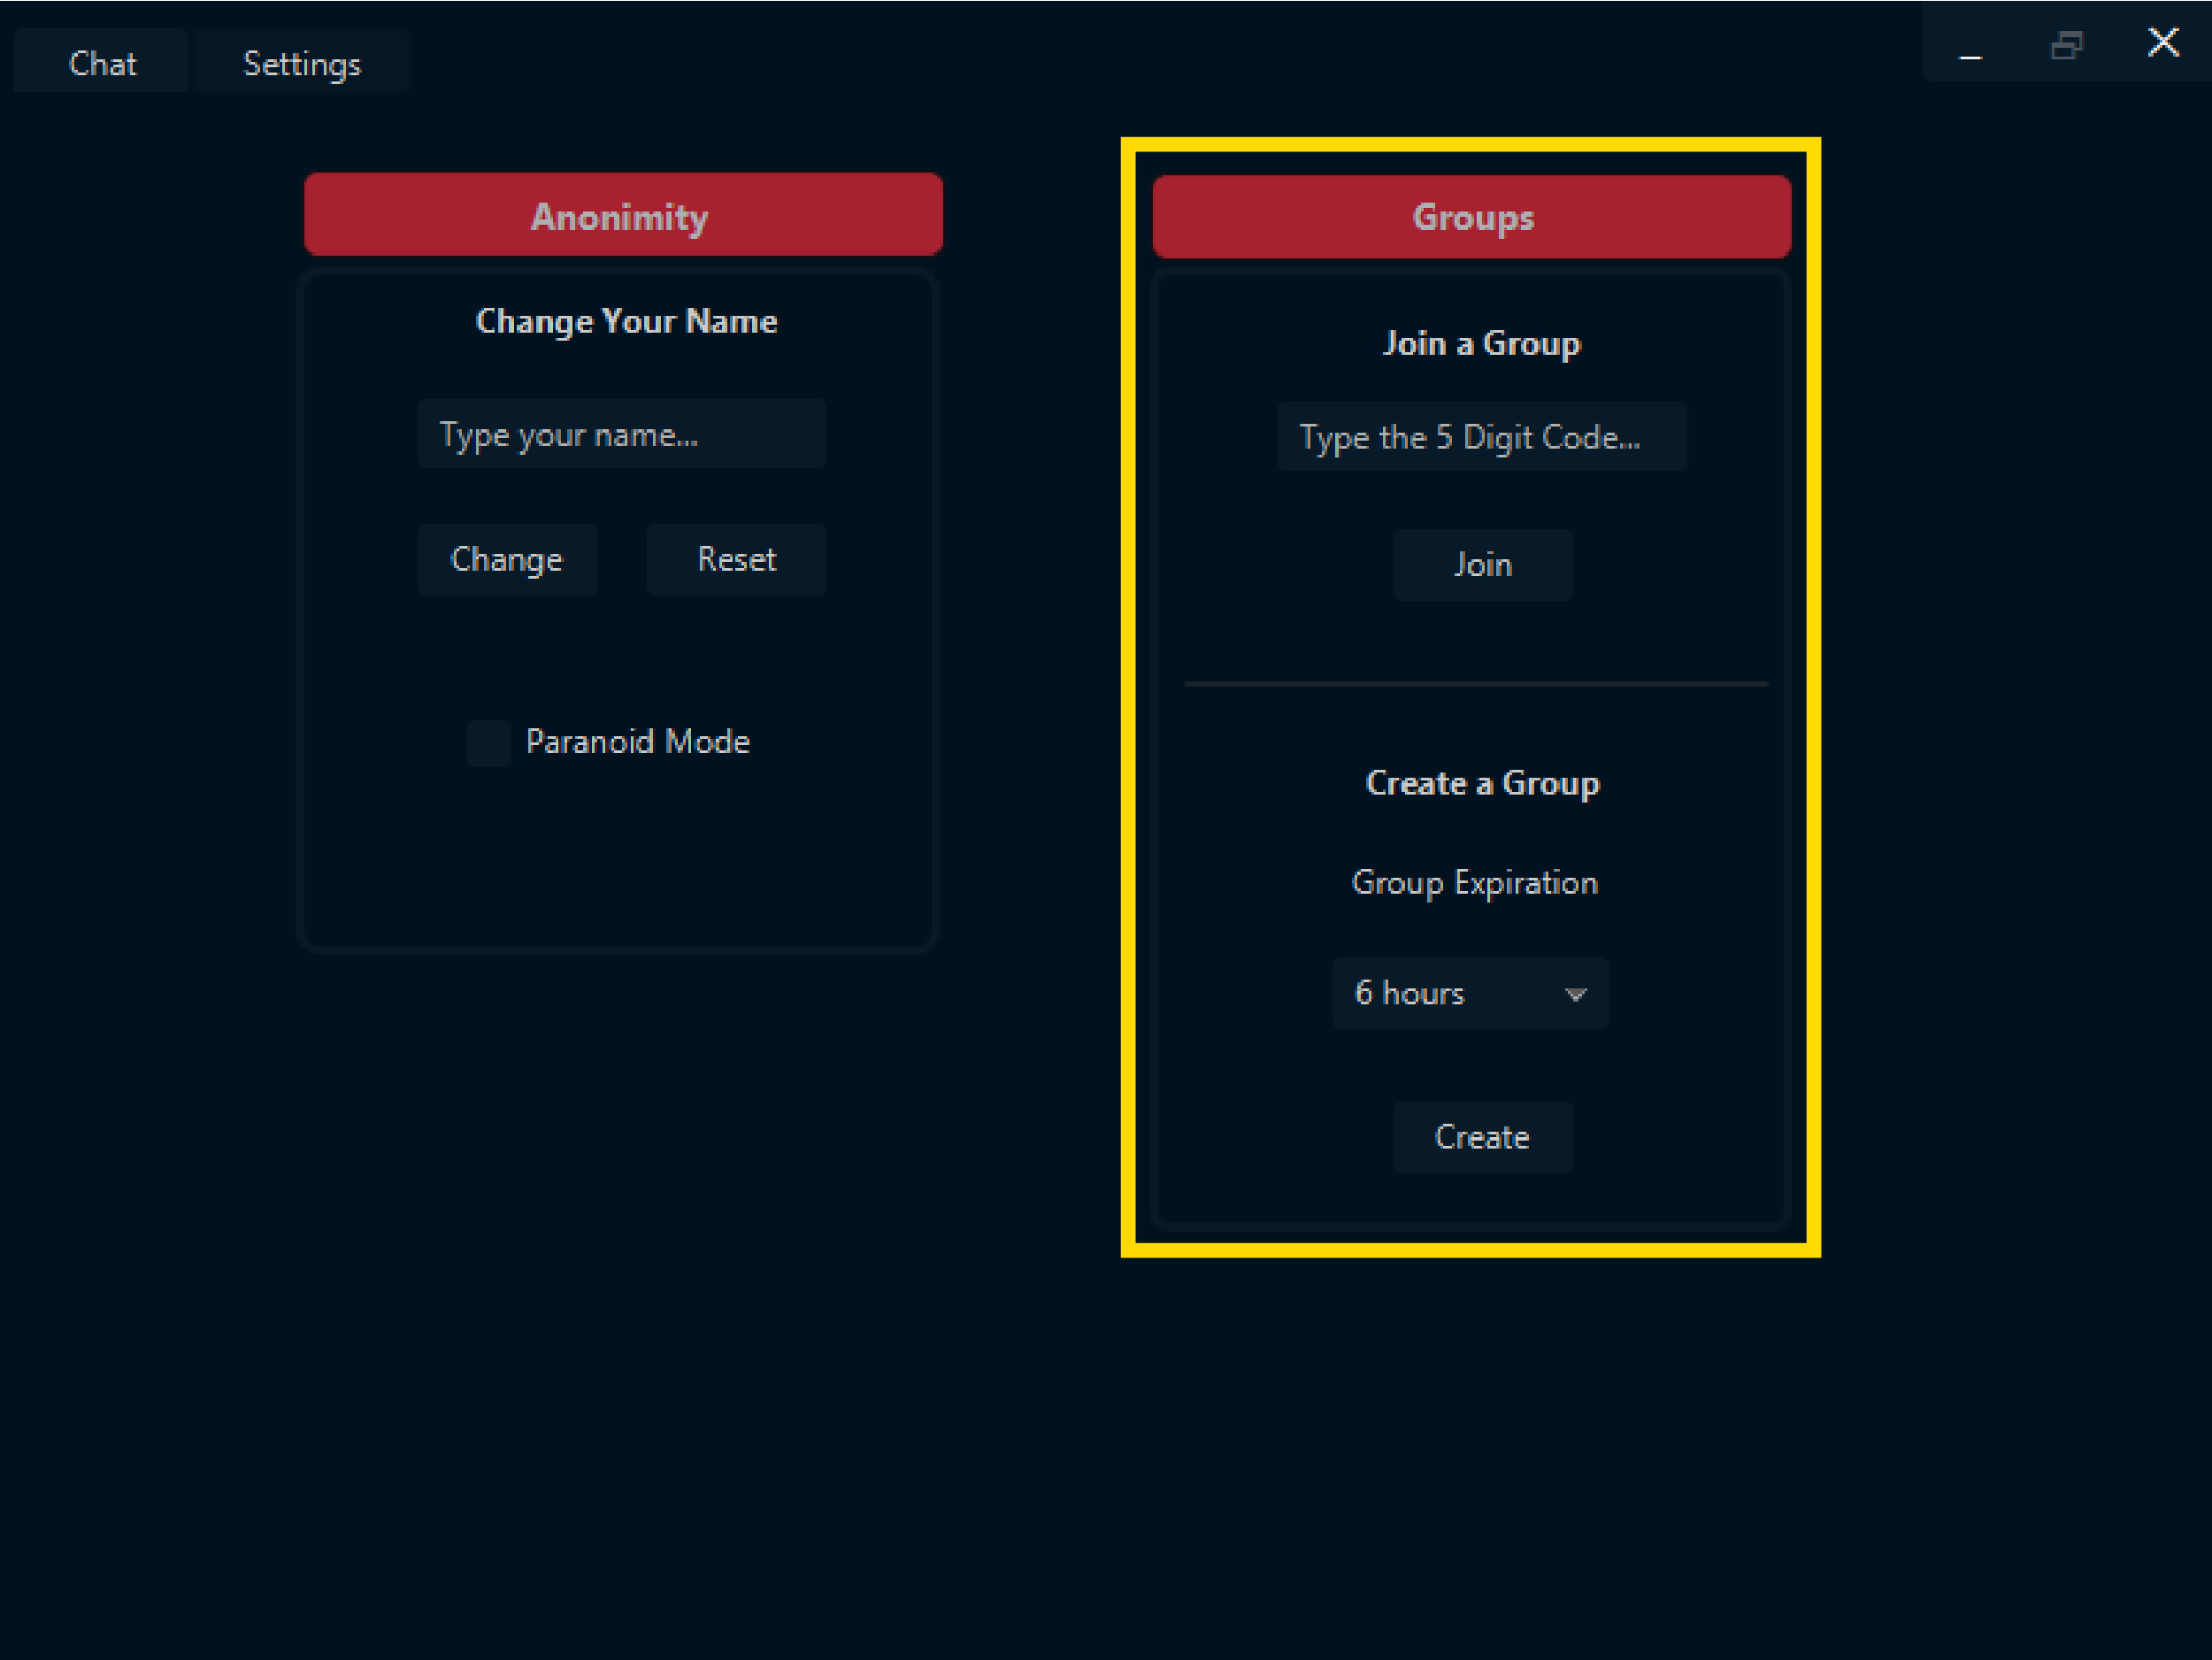 Chat
Settings
Anonimity
Change Your Name
Type your name...
Change
Reset
Paranoid Mode
Groups
Join a Group
Type the 5 Digit Code...
Join
Create a Group
Group Expiration
6 hours
Create